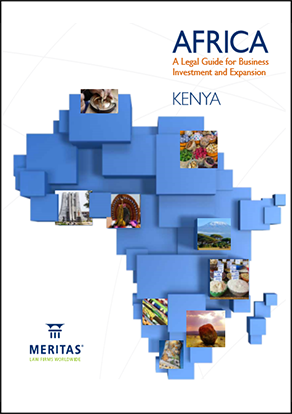 AFRICA
A Legal Guide for Business
Investment and Expansion
KENYA
MERITAS®
LAW FIRMS WORLDWIDE